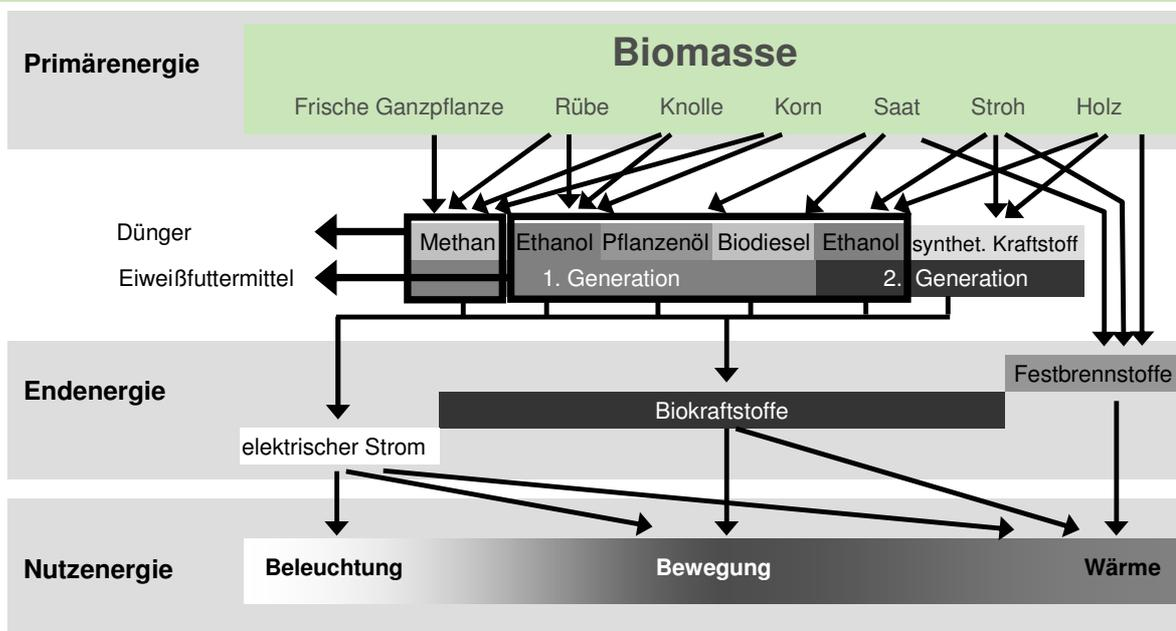 Primärenergie
Biomasse
Frische Ganzpflanze Rübe Knolle Korn Saat Stroh Holz
Dünger
Methan Ethanol Pflanzenöl Biodiesel Ethanol synthet. Kraftstoff
Eiweißfuttermittel
1. Generation 2. Generation
Endenergie
Festbrennstoffe
Biokraftstoffe
elektrischer Strom
Nutzenergie
Beleuchtung Bewegung Wärme